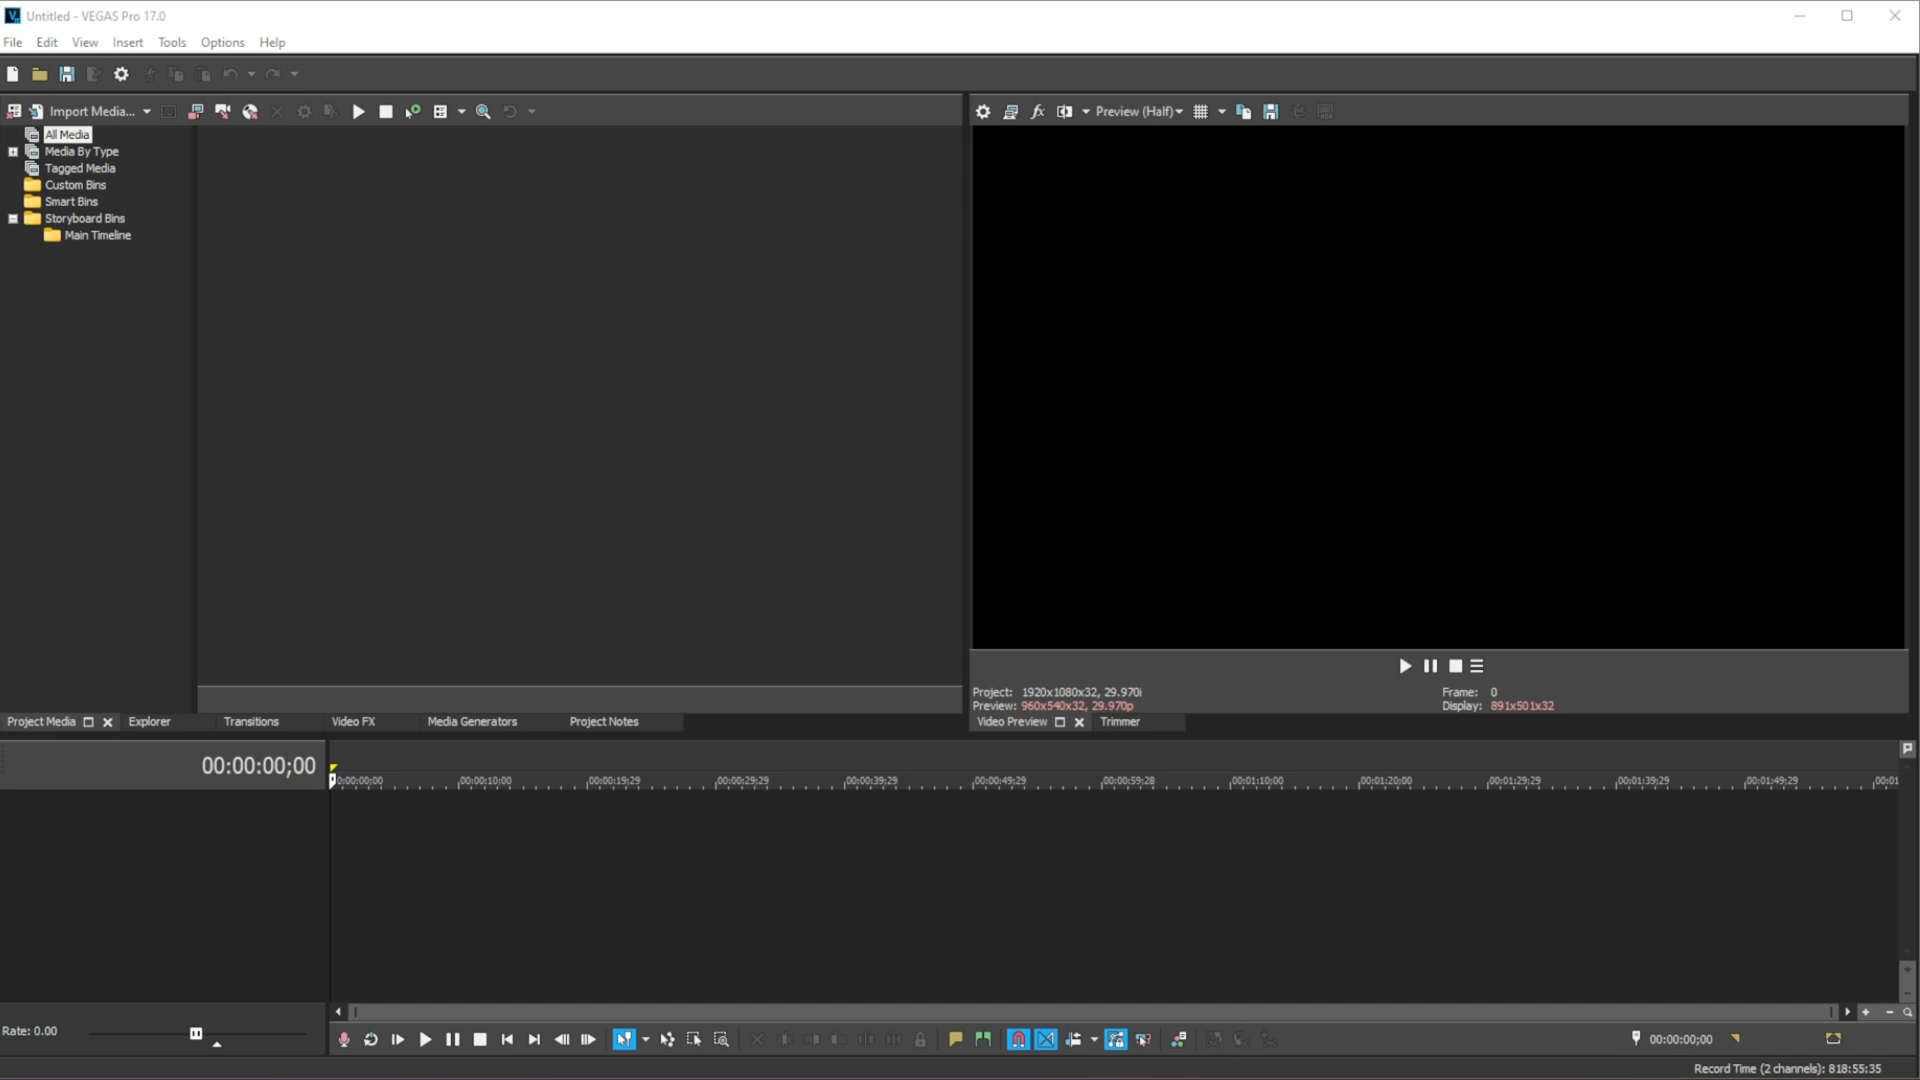 Untitled - VEGAS Pro 17.0
File Edit View Insert Tools Options Help
Import Media...
Preview (Half)
All Media
Media By Type
Tagged Media
Custom Bins
Smart Bins
Storyboard Bins
Main Timeline
Project: 1920x1080x32, 29.970i
Frame: 0
Preview: 960x540x32, 29.970p
Display: 891x501x32
Project Media Explorer Transitions Video FX Media Generators Project Notes
Video Preview Trimmer
00:00:00;00
0:00:00;00 00:00:10;00 00:00:19;29 00:00:29;29 00:00:39;29 00:00:49;29 00:00:59;28 00:01:10;00 00:01:20;00 00:01:29;29 00:01:39;29 00:01:49;29 00:01
Rate: 0.00
00:00:00;00
Record Time (2 channels): 818:55:35